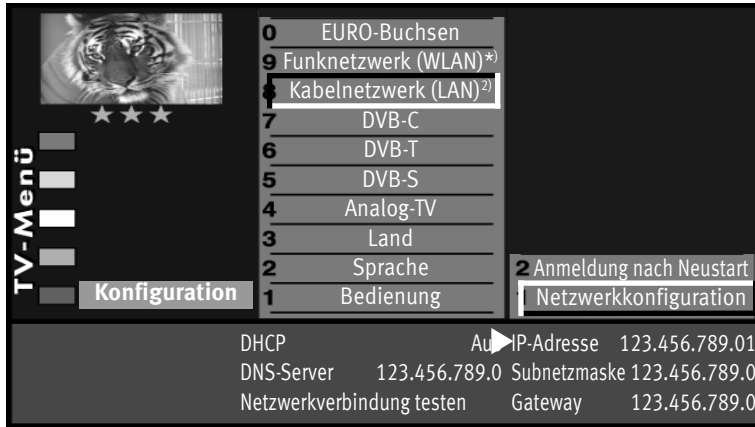 TV-Menü
0 EURO-Buchsen
9 Funknetzwerk (WLAN)*)
8 Kabelnetzwerk (LAN)2)
7 DVB-C
6 DVB-T
5 DVB-S
4 Analog-TV
3 Land
2 Sprache
1 Bedienung
Konfiguration
2 Anmeldung nach Neustart
1 Netzwerkkonfiguration
DHCP
IP-Adresse 123.456.789.01
DNS-Server 123.456.789.0 Subnetzmaske 123.456.789.0
Netzwerkverbindung testen Gateway 123.456.789.0